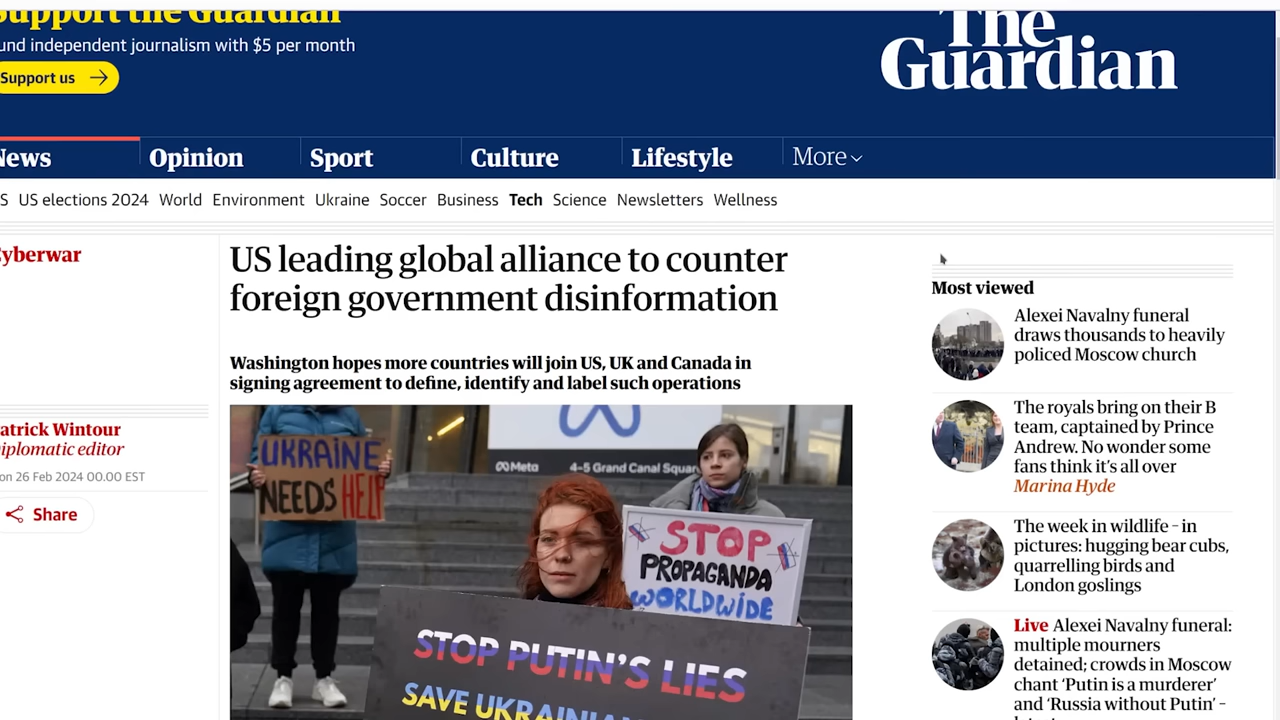 Support the Guardian
und independent journalism with $5 per month
Support us
The
Guardian
News
Opinion
Sport
Culture
Lifestyle
More
S US elections 2024 World Environment Ukraine Soccer Business Tech Science Newsletters Wellness
Cyberwar
US leading global alliance to counter
foreign government disinformation
Washington hopes more countries will join US, UK and Canada in
signing agreement to define, identify and label such operations
atrick Wintour
iplomatic editor
on 26 Feb 2024 00.00 EST
Share
Meta 4-5 Grand Canal Square
UKRAINE
NEEDS HELP
STOP
PROPAGANDA
WORLDWIDE
STOP PUTIN'S LIES
SAVE UKRAINIAN
Most viewed
Alexei Navalny funeral
draws thousands to heavily
policed Moscow church
The royals bring on their B
team, captained by Prince
Andrew. No wonder some
fans think it's all over
Marina Hyde
The week in wildlife – in
pictures: hugging bear cubs,
quarrelling birds and
London goslings
Live Alexei Navalny funeral:
multiple mourners
detained; crowds in Moscow
chant ‘Putin is a murderer’
and ‘Russia without Putin’ –